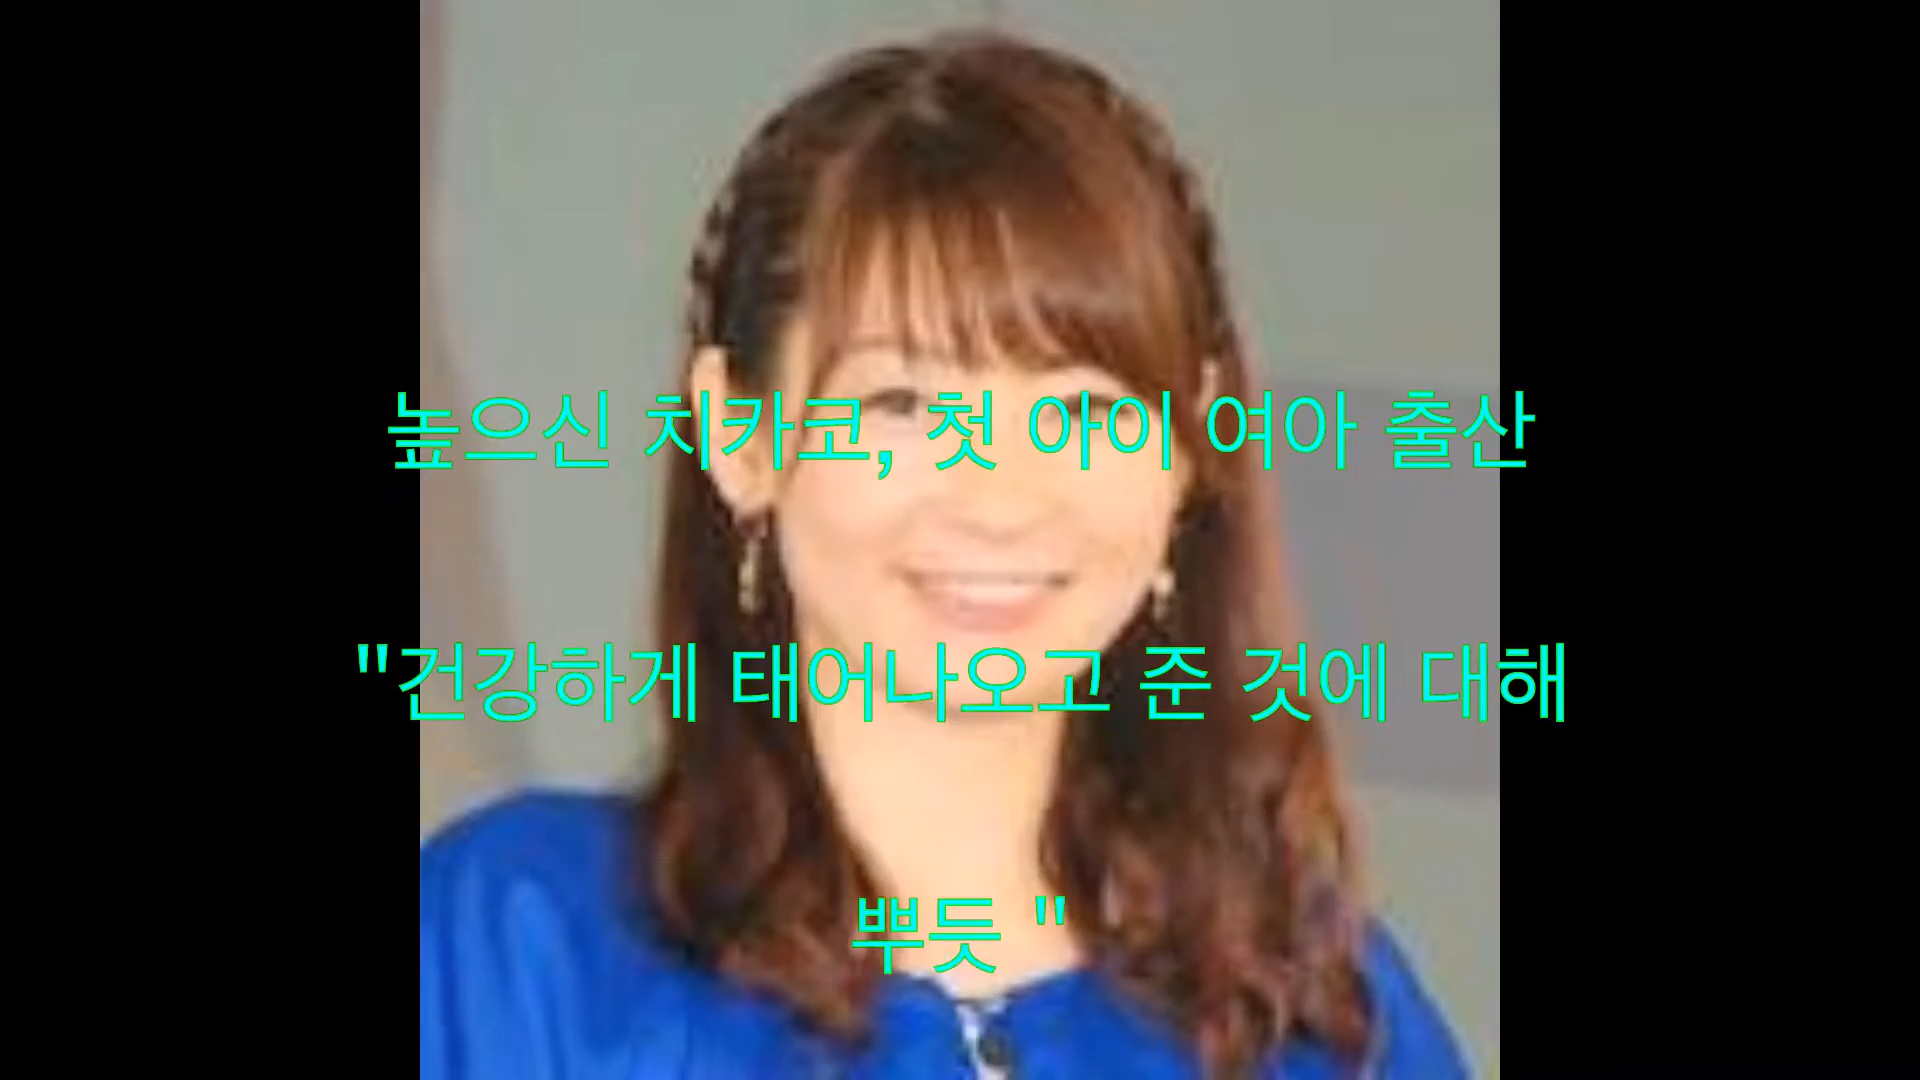 높으신 치카코, 첫 아이 여아 출산
"건강하게 태어나오고 준 것에 대해
뿌듯 "